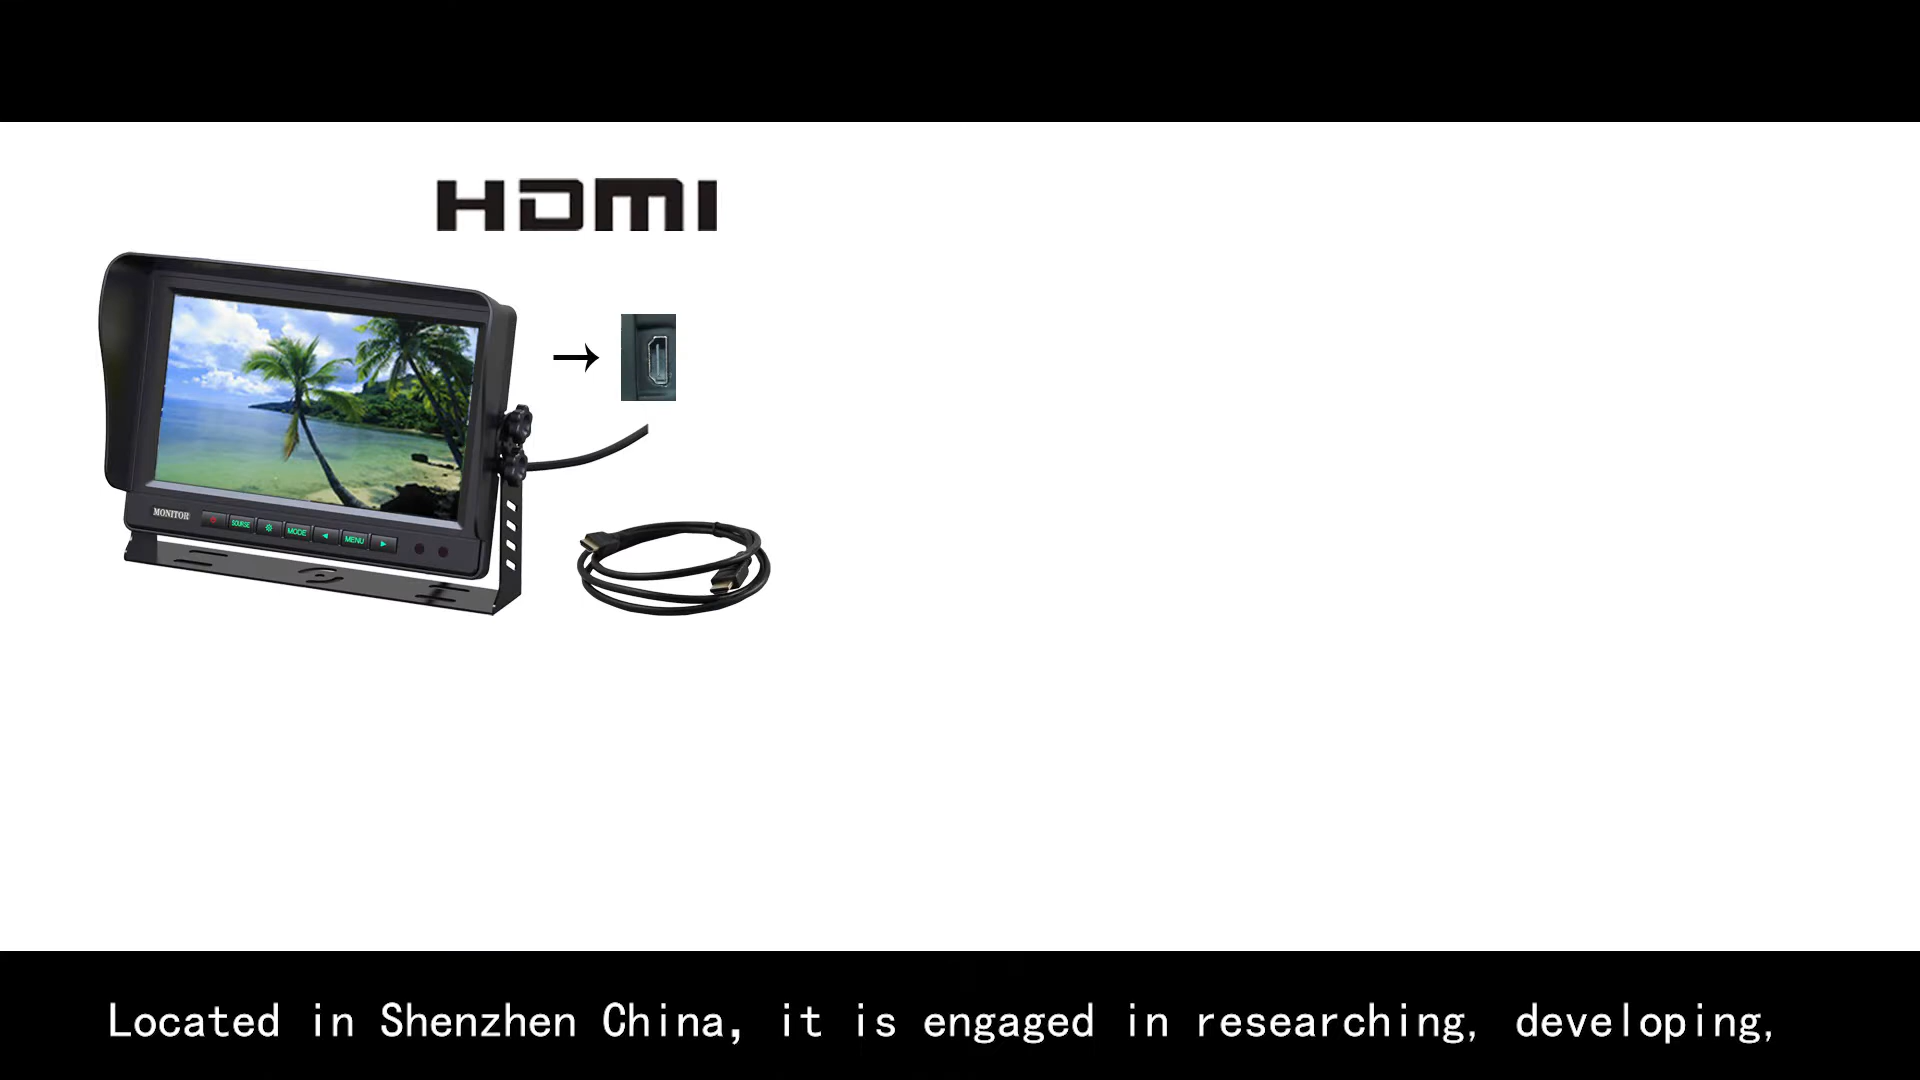 HDMI
MONITOR SOURSE MODE MENU
Located in Shenzhen China, it is engaged in researching, developing,